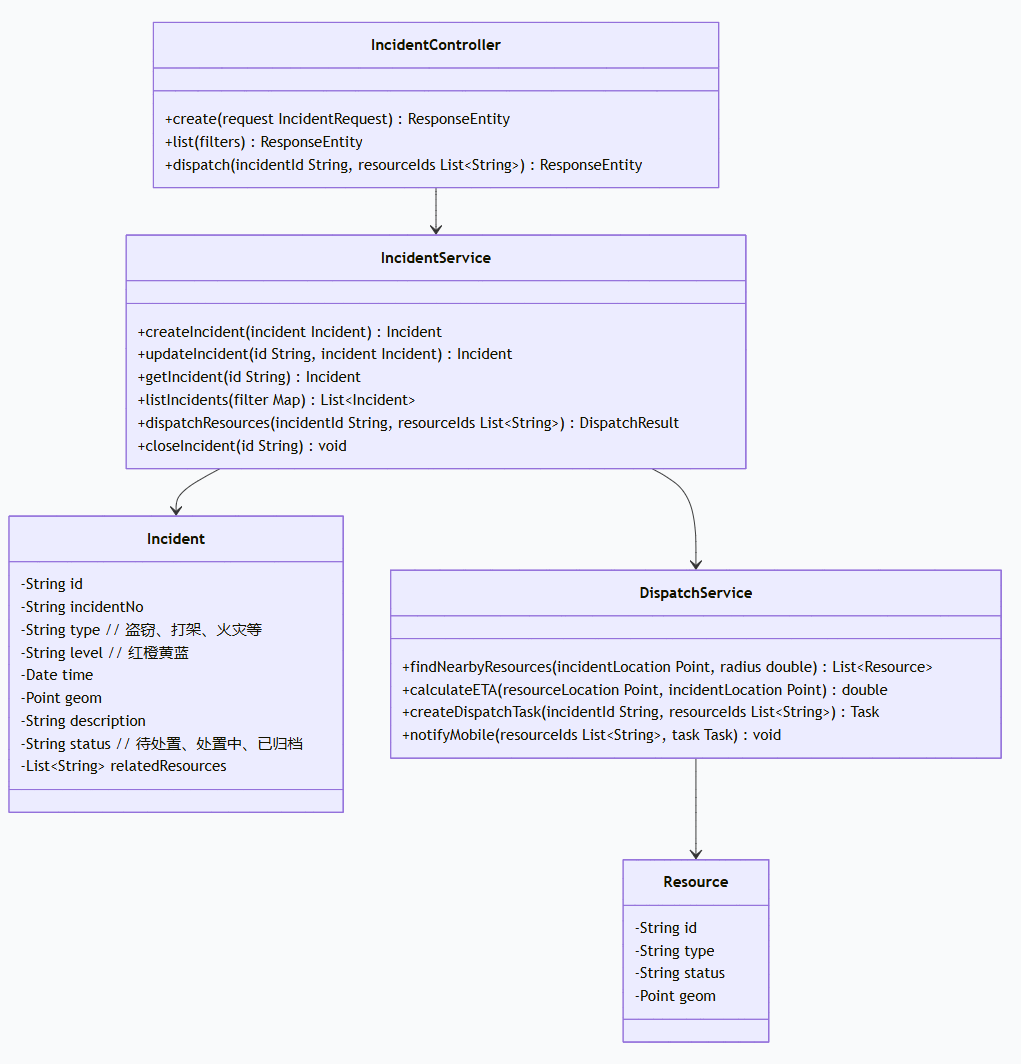 IncidentController
+create(request IncidentRequest) : ResponseEntity
+list(filters) : ResponseEntity
+dispatch(incidentId String, resourceIds List<String>) : ResponseEntity
IncidentService
+createIncident(incident Incident) : Incident
+updateIncident(id String, incident Incident) : Incident
+getIncident(id String) : Incident
+listIncidents(filter Map) : List<Incident>
+dispatchResources(incidentId String, resourceIds List<String>) : DispatchResult
+closeIncident(id String) : void
Incident
-String id
-String incidentNo
-String type // 盗窃、打架、火灾等
-String level // 红橙黄蓝
-Date time
-Point geom
-String description
-String status // 待处置、处置中、已归档
-List<String> relatedResources
DispatchService
+findNearbyResources(incidentLocation Point, radius double) : List<Resource>
+calculateETA(resourceLocation Point, incidentLocation Point) : double
+createDispatchTask(incidentId String, resourceIds List<String>) : Task
+notifyMobile(resourceIds List<String>, task Task) : void
Resource
-String id
-String type
-String status
-Point geom